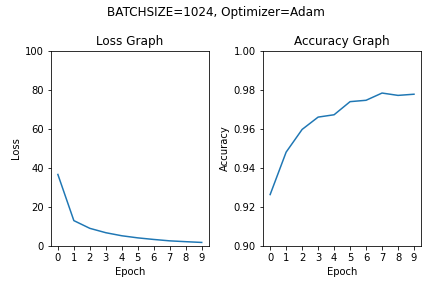 BATCHSIZE=1024, Optimizer=Adam
Loss Graph
Loss
100
80
60
40
20
0
0 1 2 3 4 5 6 7 8 9
Epoch
Accuracy Graph
Accuracy
1.00
0.98
0.96
0.94
0.92
0.90
0 1 2 3 4 5 6 7 8 9
Epoch